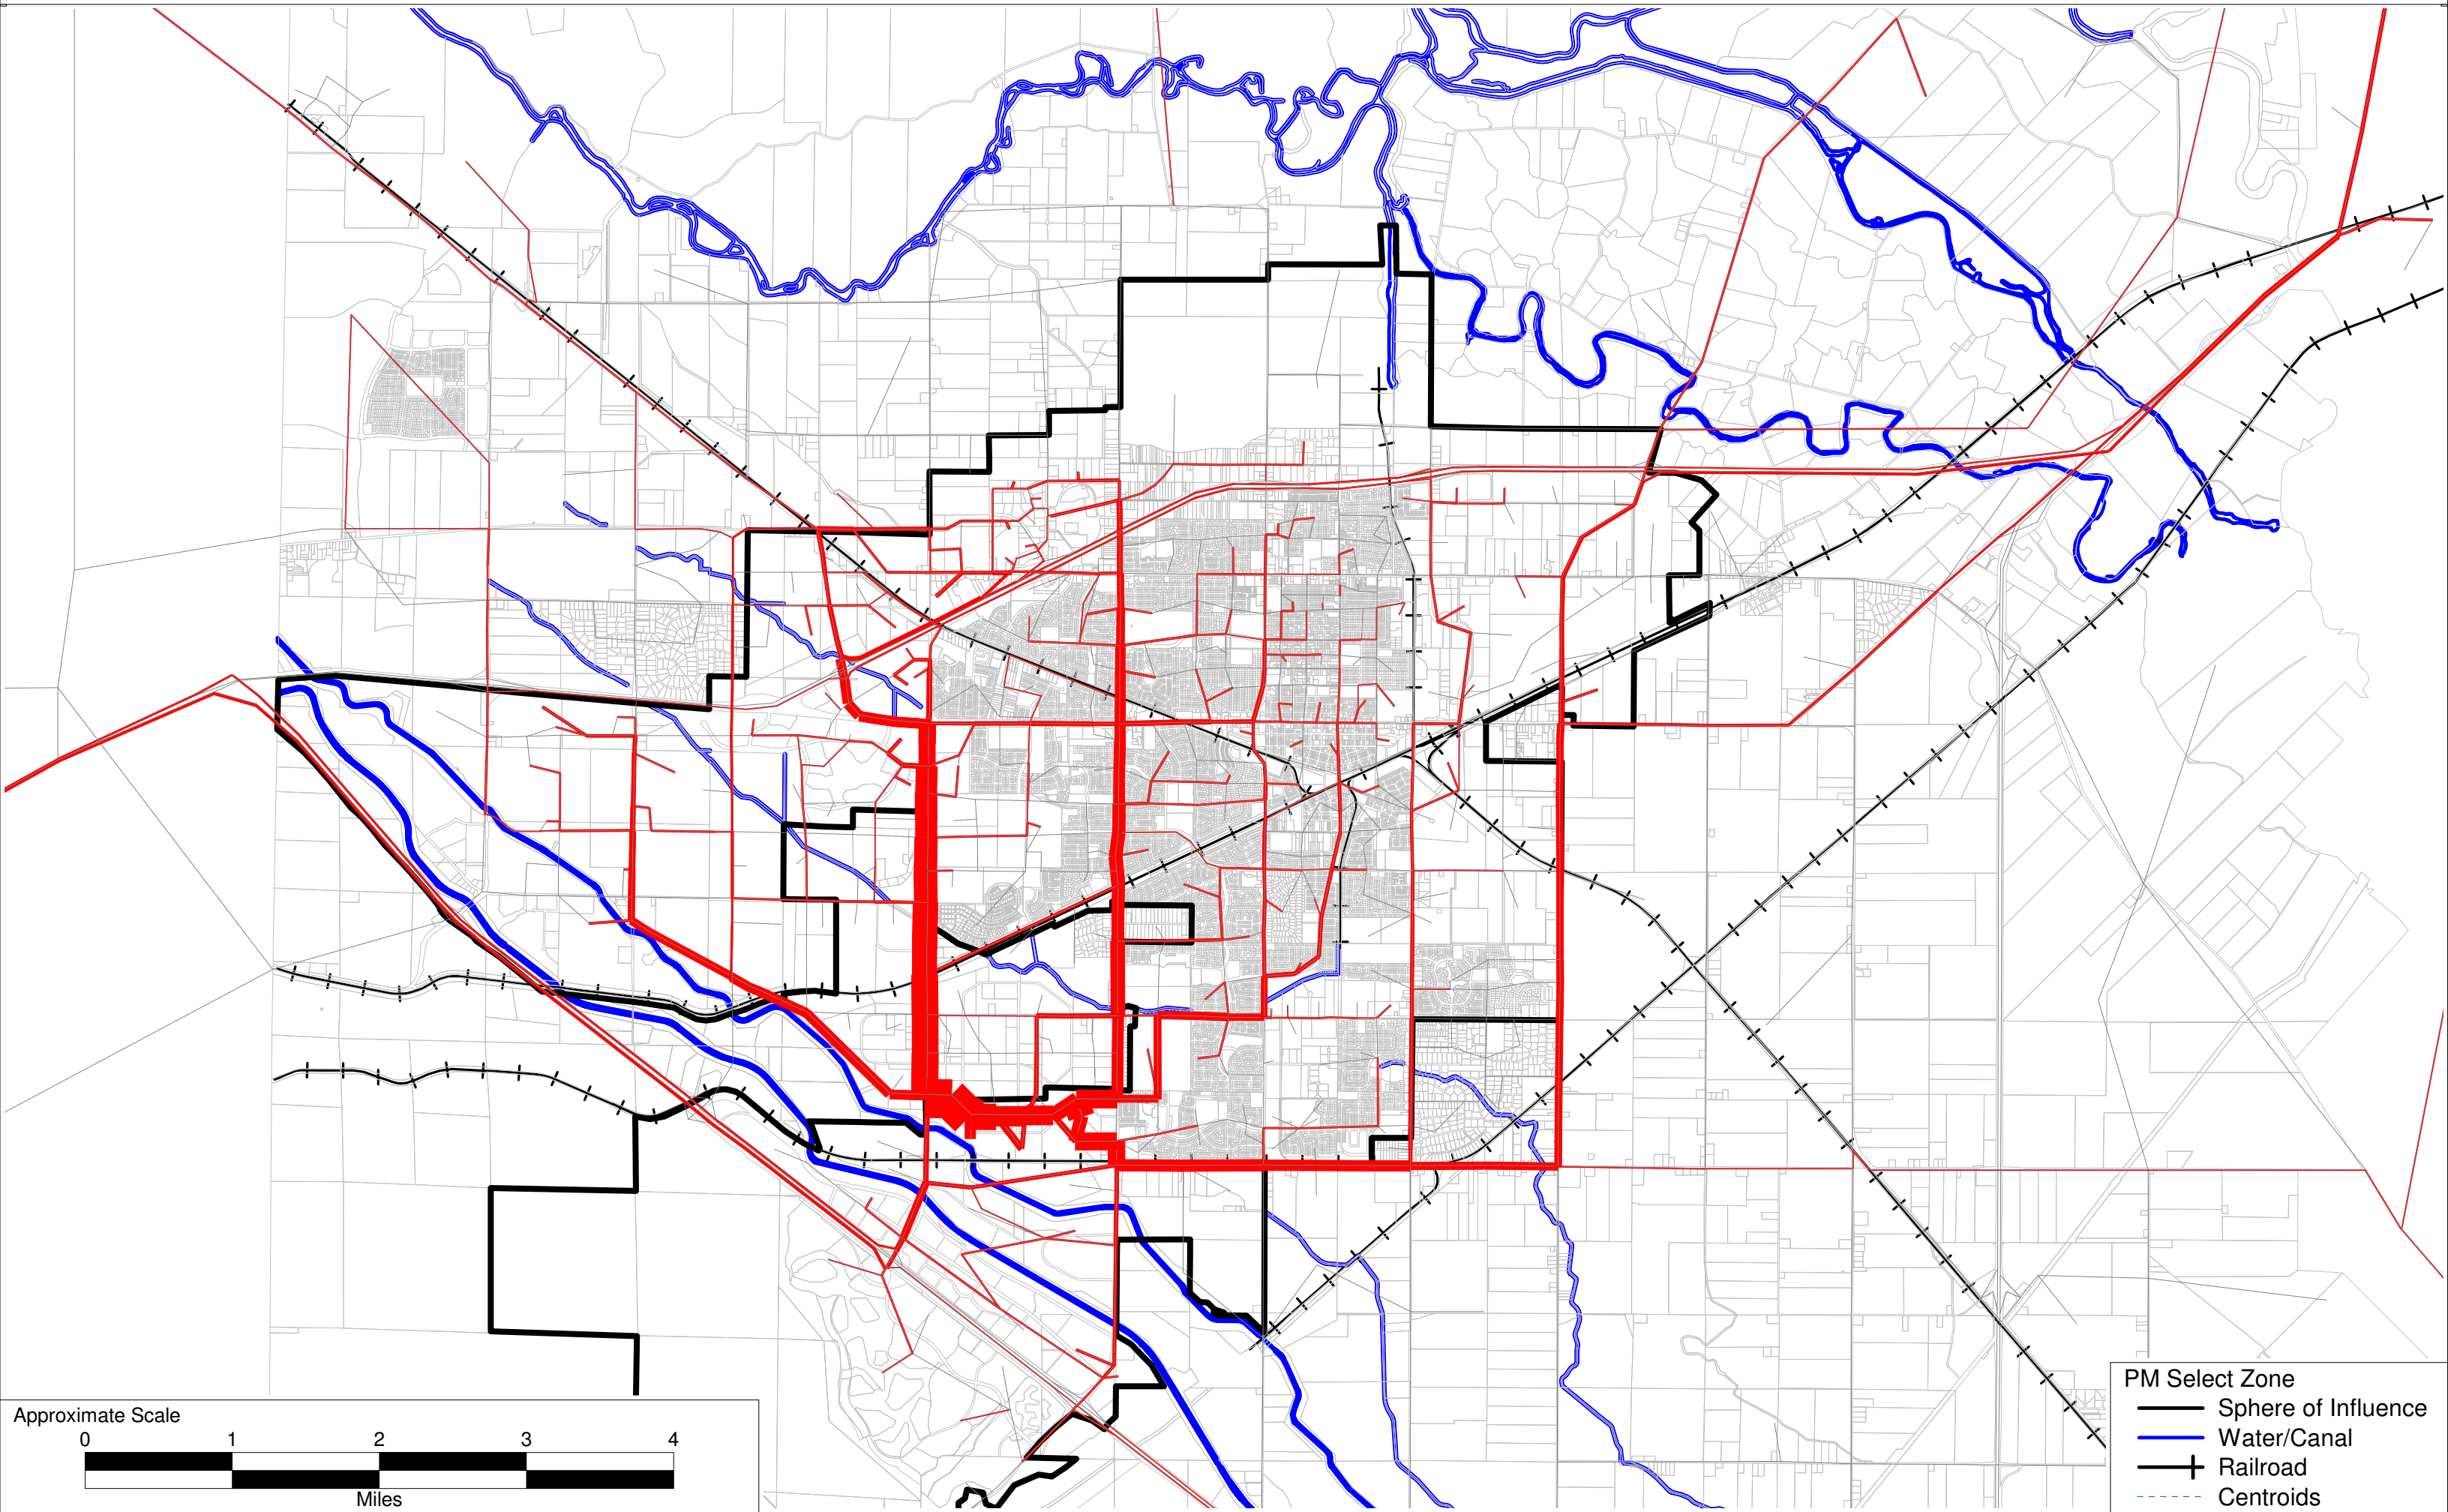 Approximate Scale
0 1 2 3 4
Miles
PM Select Zone
Sphere of Influence
Water/Canal
Railroad
Centroids